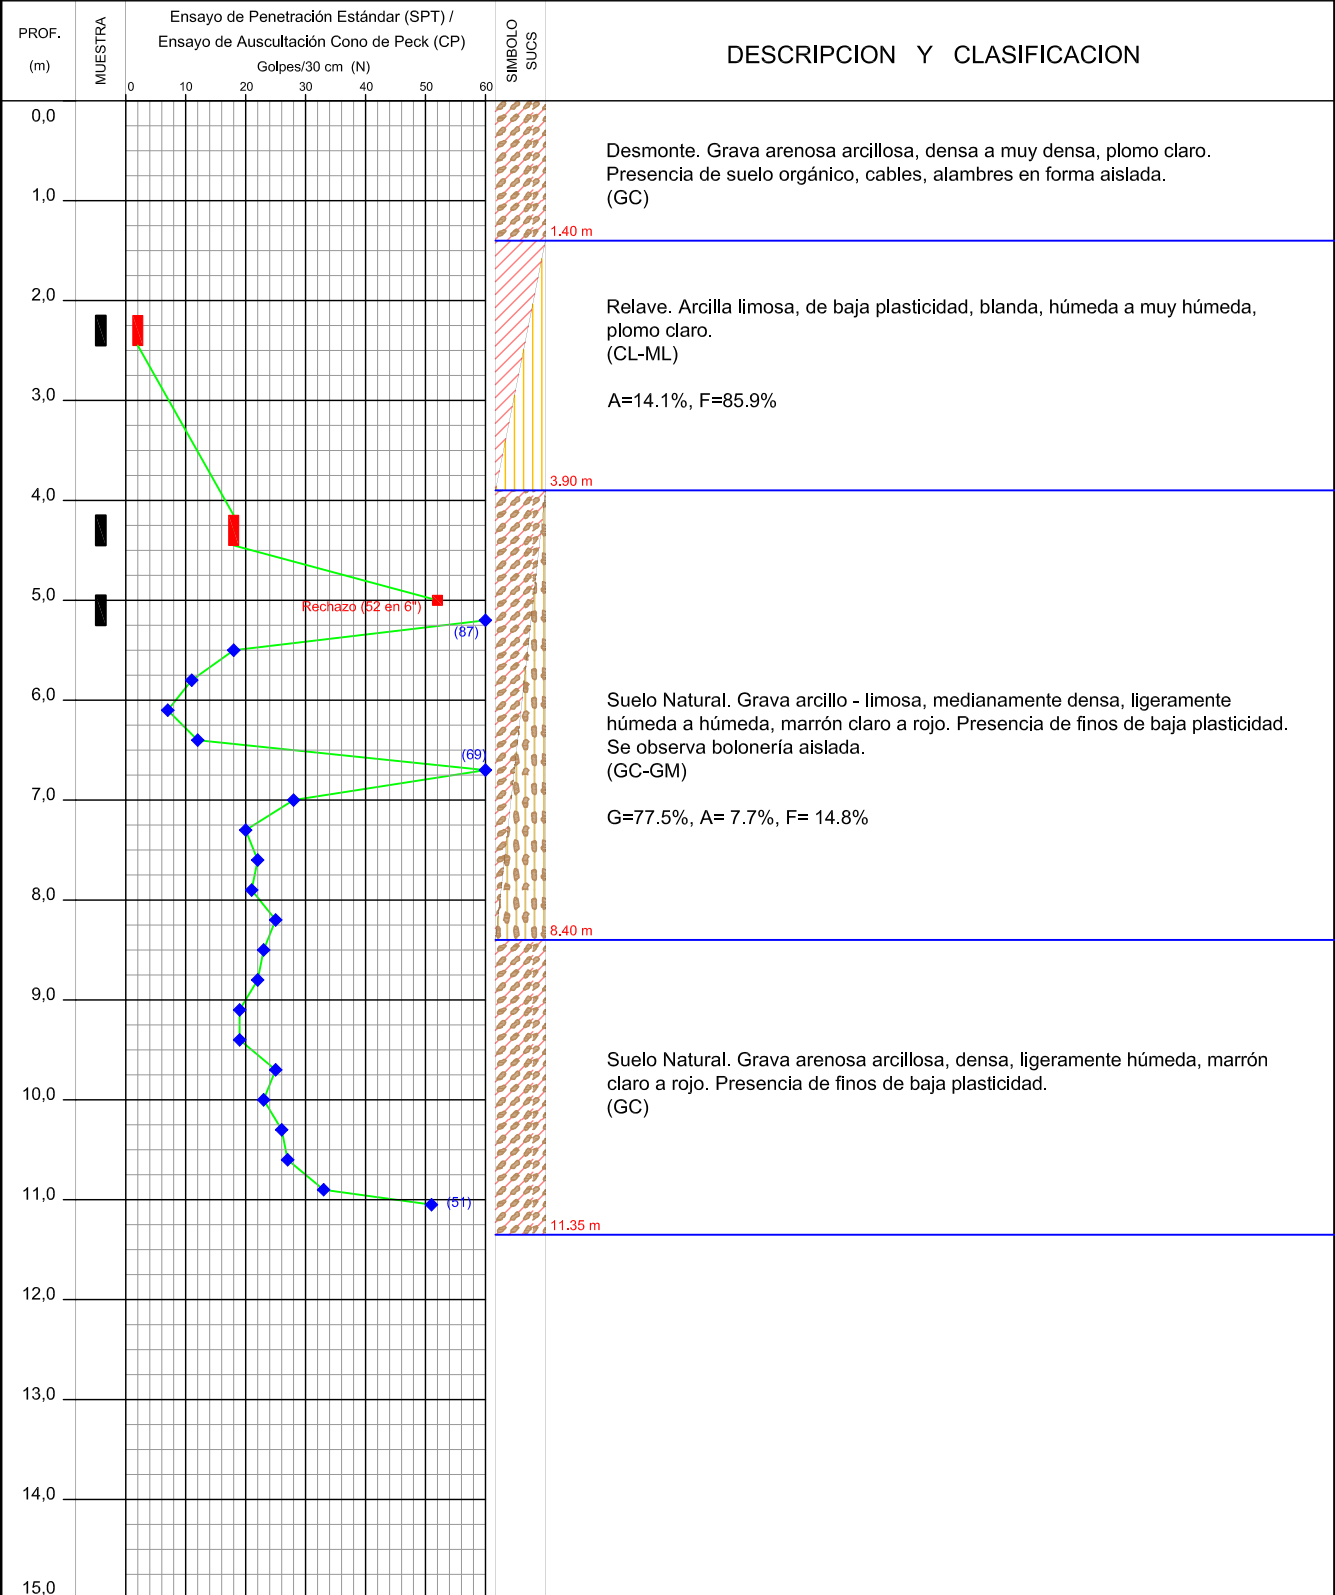 PROF.
(m)
MUESTRA
Ensayo de Penetración Estándar (SPT) /
Ensayo de Auscultación Cono de Peck (CP)
Golpes/30 cm (N)
0 10 20 30 40 50 60
SIMBOLO
SUCS
DESCRIPCION Y CLASIFICACION
0,0
Desmonte. Grava arenosa arcillosa, densa a muy densa, plomo claro.
Presencia de suelo orgánico, cables, alambres en forma aislada.
(GC)
1,0
1.40 m
2,0
Relave. Arcilla limosa, de baja plasticidad, blanda, húmeda a muy húmeda,
plomo claro.
(CL-ML)
A=14.1%, F=85.9%
3,0
3.90 m
4,0
5,0
Rechazo (52 en 6")
(87)
6,0
Suelo Natural. Grava arcillo - limosa, medianamente densa, ligeramente
húmeda a húmeda, marrón claro a rojo. Presencia de finos de baja plasticidad.
Se observa bolonería aislada.
(GC-GM)
G=77.5%, A= 7.7%, F= 14.8%
(69)
7,0
8,0
8.40 m
9,0
Suelo Natural. Grava arenosa arcillosa, densa, ligeramente húmeda, marrón
claro a rojo. Presencia de finos de baja plasticidad.
(GC)
10,0
11,0
(51)
11.35 m
12,0
13,0
14,0
15,0